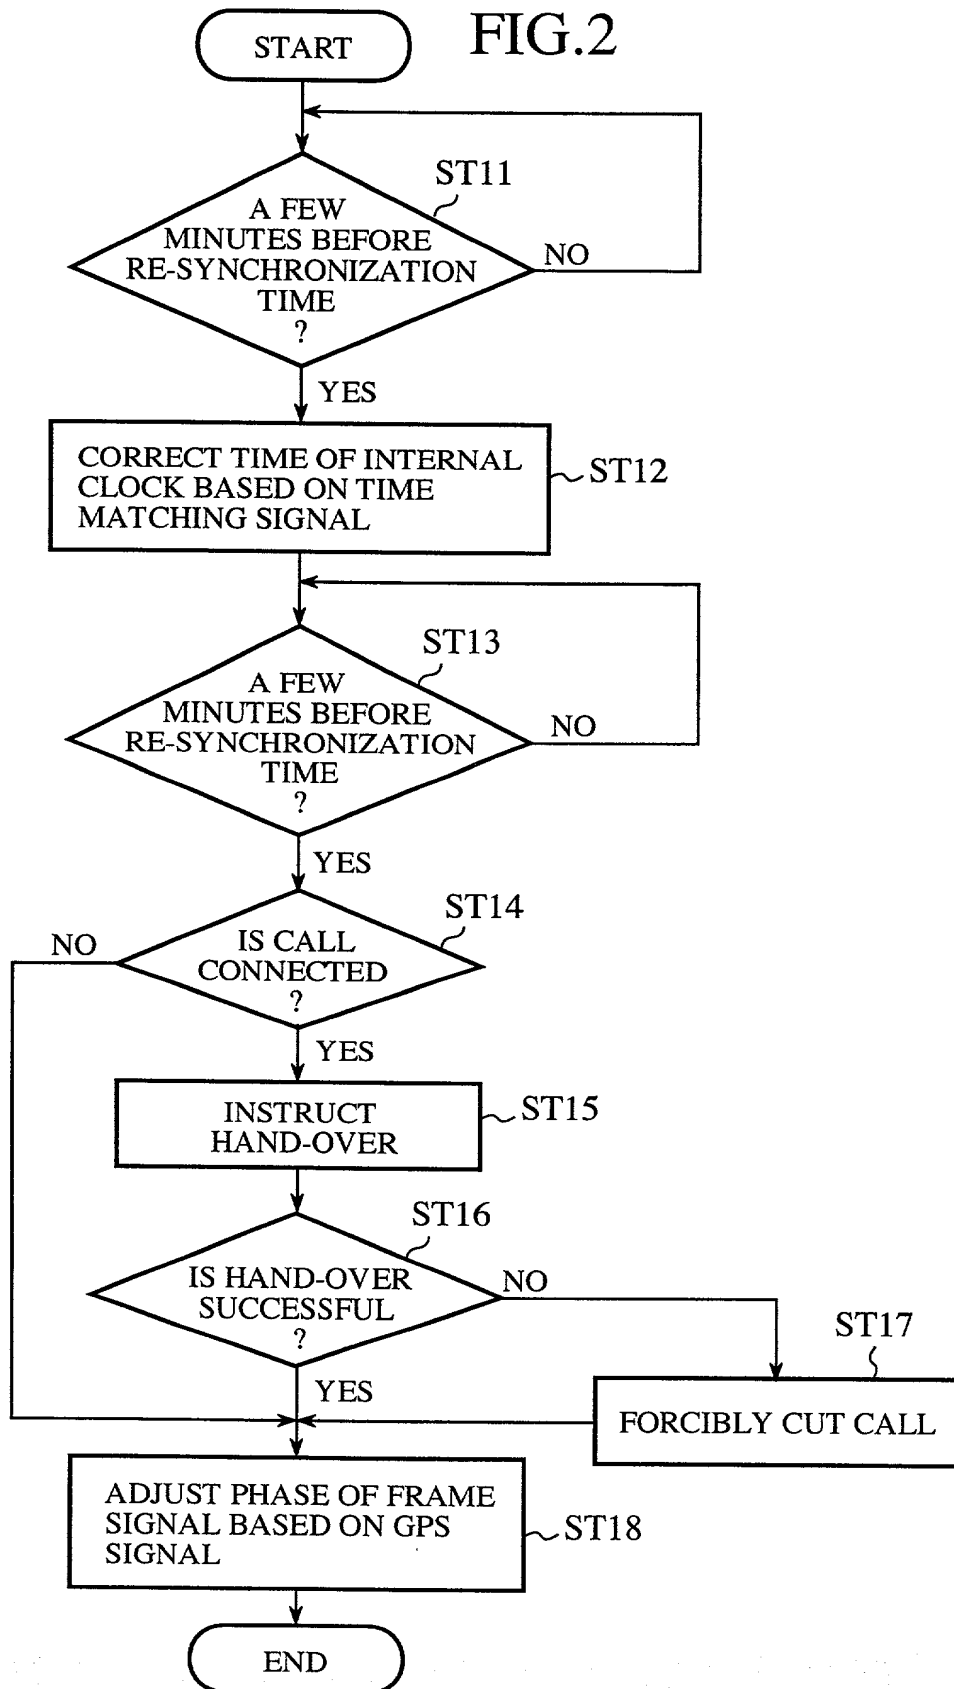 FIG.2
START
ST11
A FEW
MINUTES BEFORE
RE-SYNCHRONIZATION
TIME
?
NO
YES
CORRECT TIME OF INTERNAL
CLOCK BASED ON TIME
MATCHING SIGNAL
ST12
ST13
A FEW
MINUTES BEFORE
RE-SYNCHRONIZATION
TIME
?
NO
YES
ST14
NO
IS CALL
CONNECTED
?
YES
INSTRUCT
HAND-OVER
ST15
ST16
IS HAND-OVER
SUCCESSFUL
?
NO
ST17
YES
FORCIBLY CUT CALL
ADJUST PHASE OF FRAME
SIGNAL BASED ON GPS
SIGNAL
ST18
END